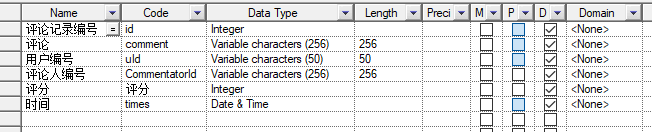 Name Code Data Type Length Preci M P D Domain
评论记录编号 = id Integer <None>
评论 comment Variable characters (256) 256 <None>
用户编号 uId Variable characters (50) 50 <None>
评论人编号 CommentatorId Variable characters (256) 256 <None>
评分 评分 Integer <None>
时间 times Date & Time <None>